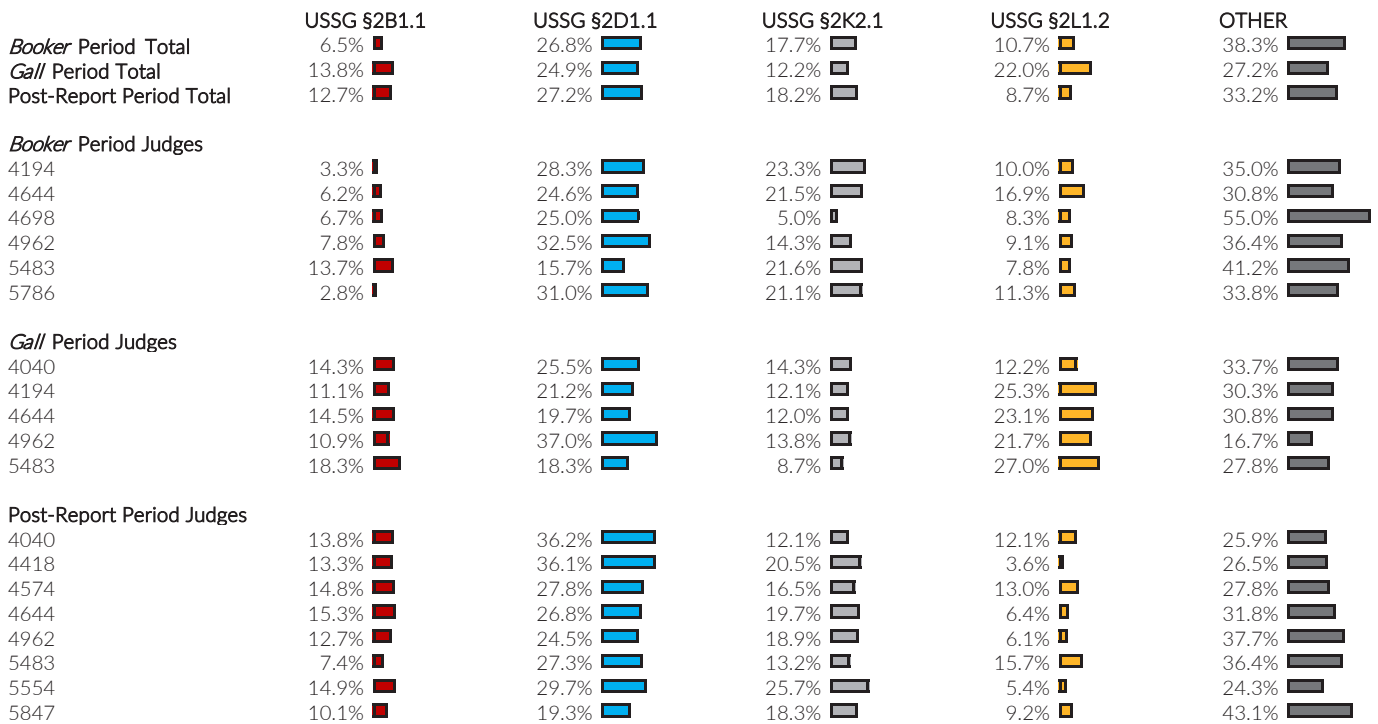 USSG §2B1.1 USSG §2D1.1 USSG §2K2.1 USSG §2L1.2 OTHER
Booker Period Total 6.5% 26.8% 17.7% 10.7% 38.3%
Gall Period Total 13.8% 24.9% 12.2% 22.0% 27.2%
Post-Report Period Total 12.7% 27.2% 18.2% 8.7% 33.2%
Booker Period Judges
4194 3.3% 28.3% 23.3% 10.0% 35.0%
4644 6.2% 24.6% 21.5% 16.9% 30.8%
4698 6.7% 25.0% 5.0% 8.3% 55.0%
4962 7.8% 32.5% 14.3% 9.1% 36.4%
5483 13.7% 15.7% 21.6% 7.8% 41.2%
5786 2.8% 31.0% 21.1% 11.3% 33.8%
Gall Period Judges
4040 14.3% 25.5% 14.3% 12.2% 33.7%
4194 11.1% 21.2% 12.1% 25.3% 30.3%
4644 14.5% 19.7% 12.0% 23.1% 30.8%
4962 10.9% 37.0% 13.8% 21.7% 16.7%
5483 18.3% 18.3% 8.7% 27.0% 27.8%
Post-Report Period Judges
4040 13.8% 36.2% 12.1% 12.1% 25.9%
4418 13.3% 36.1% 20.5% 3.6% 26.5%
4574 14.8% 27.8% 16.5% 13.0% 27.8%
4644 15.3% 26.8% 19.7% 6.4% 31.8%
4962 12.7% 24.5% 18.9% 6.1% 37.7%
5483 7.4% 27.3% 13.2% 15.7% 36.4%
5554 14.9% 29.7% 25.7% 5.4% 24.3%
5847 10.1% 19.3% 18.3% 9.2% 43.1%